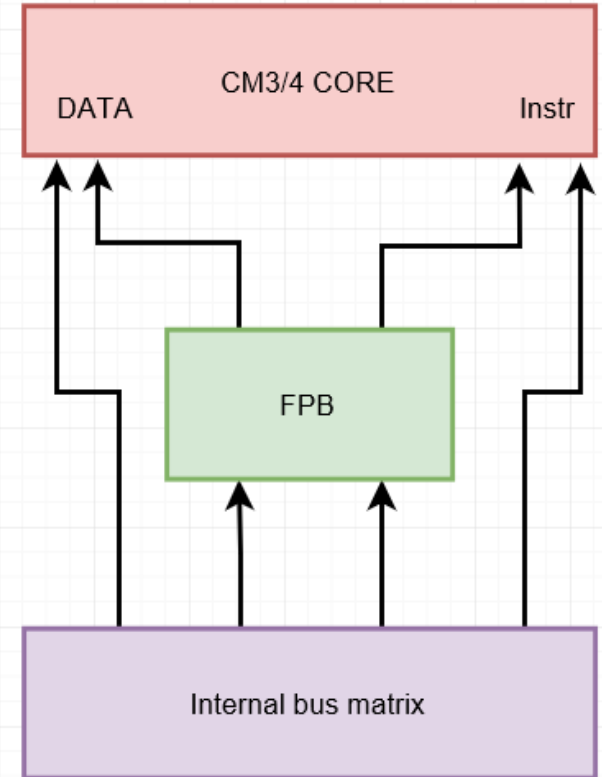 CM3/4 CORE
DATA
Instr
FPB
Internal bus matrix